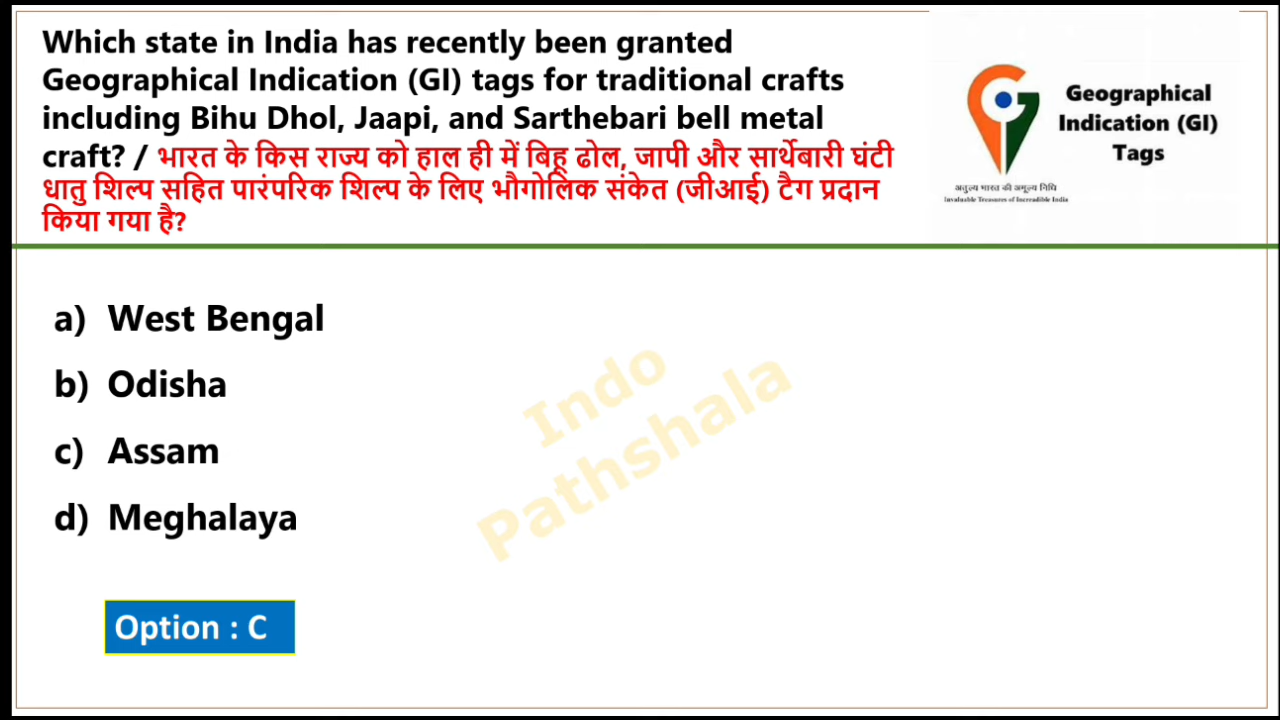 Which state in India has recently been granted
Geographical Indication (GI) tags for traditional crafts
including Bihu Dhol, Jaapi, and Sarthebari bell metal
craft? / भारत के किस राज्य को हाल ही में बिहू ढोल, जापी और सार्थेबारी घंटी
धातु शिल्प सहित पारंपरिक शिल्प के लिए भौगोलिक संकेत (जीआई) टैग प्रदान
किया गया है?
Geographical
Indication (GI)
Tags
अतुल्य भारत की अमूल्य निधि
Invaluable Treasures of Increadible India
a) West Bengal
b) Odisha
c) Assam
d) Meghalaya
Indo
Pathshala
Option : C